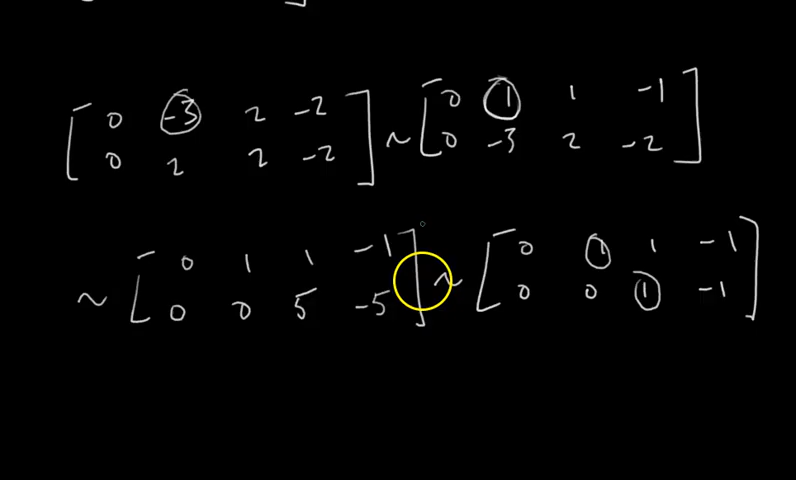 [ 0 -3 2 -2 ] ~ [ 0 1 1 -1 ]
[ 0 2 2 -2 ] [ 0 -3 2 -2 ]
~ [ 0 1 1 -1 ] ~ [ 0 1 1 -1 ]
[ 0 0 5 -5 ] [ 0 0 1 -1 ]